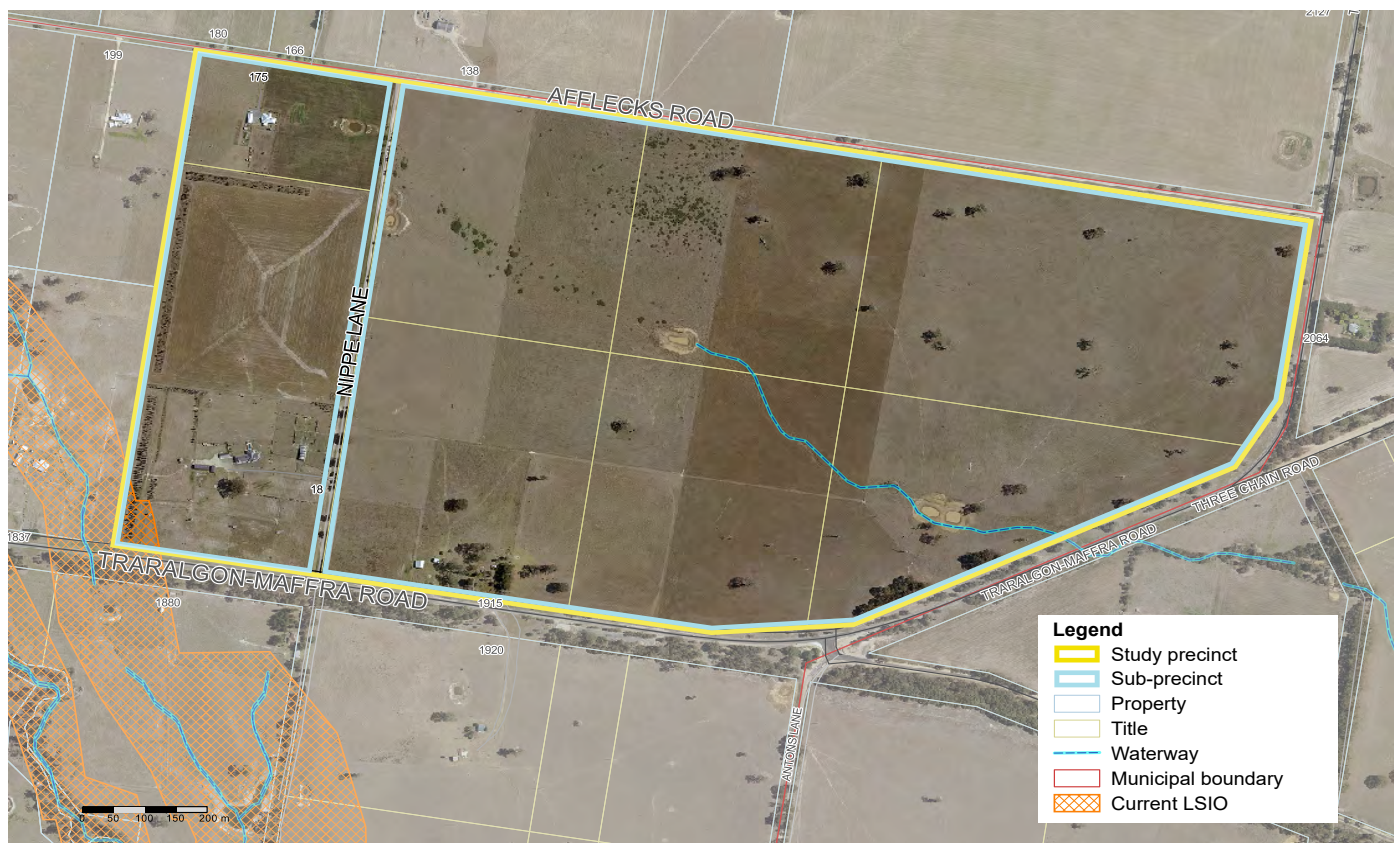 2127
180
166
199
175
138
AFFLECKS ROAD
NIPPE LANE
2064
18
THREE CHAIN ROAD
1837
TRARALGON-MAFFRA ROAD
TRARALGON-MAFFRA ROAD
1880
1915
1920
ANTONS LANE
Legend
Study precinct
Sub-precinct
Property
Title
Waterway
Municipal boundary
Current LSIO
0 50 100 150 200 m